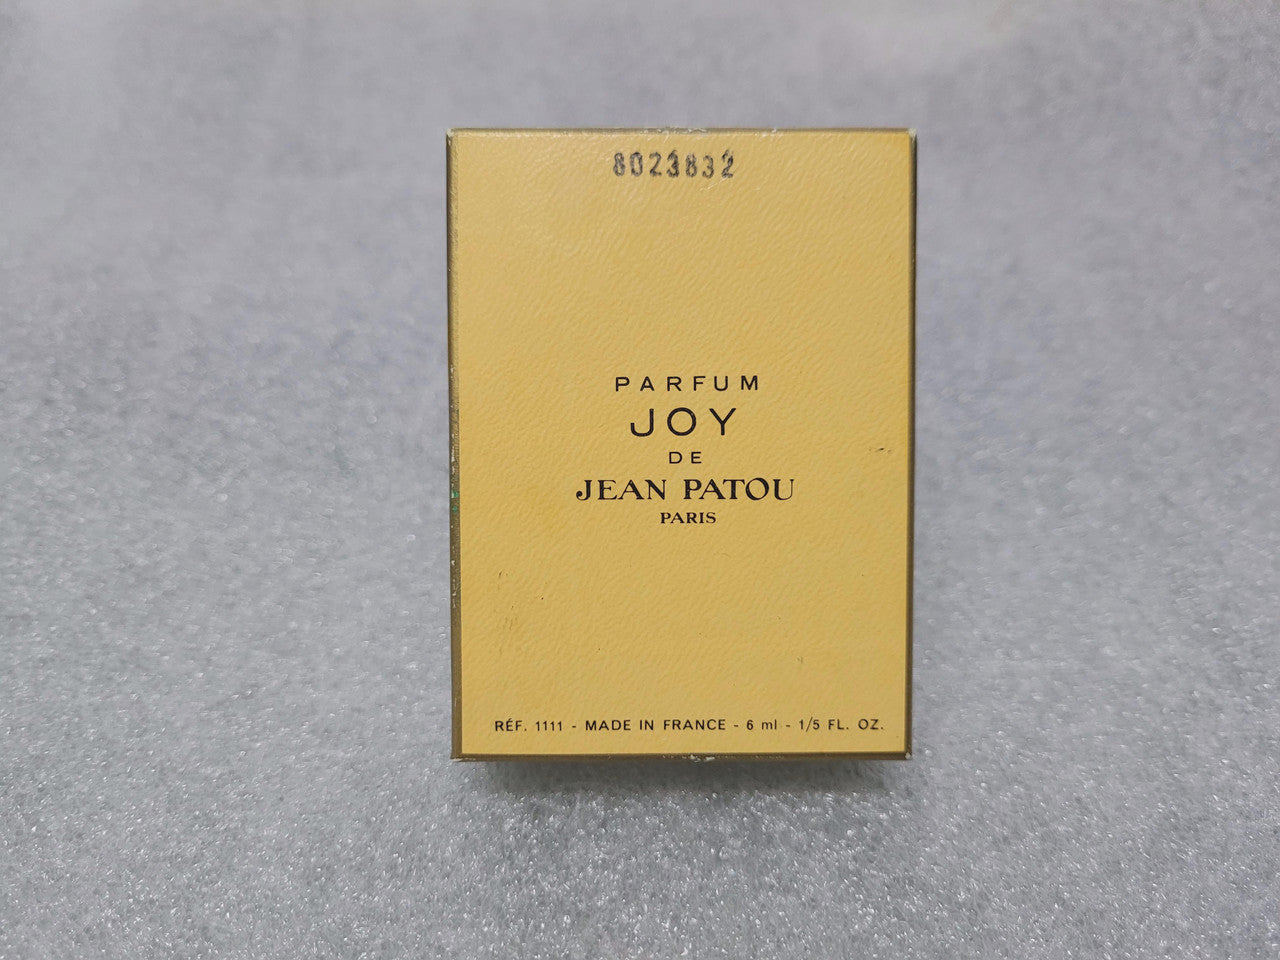 8023832
PARFUM
JOY
DE
JEAN PATOU
PARIS
RÉF. 1111 - MADE IN FRANCE - 6 ml - 1/5 FL. OZ.